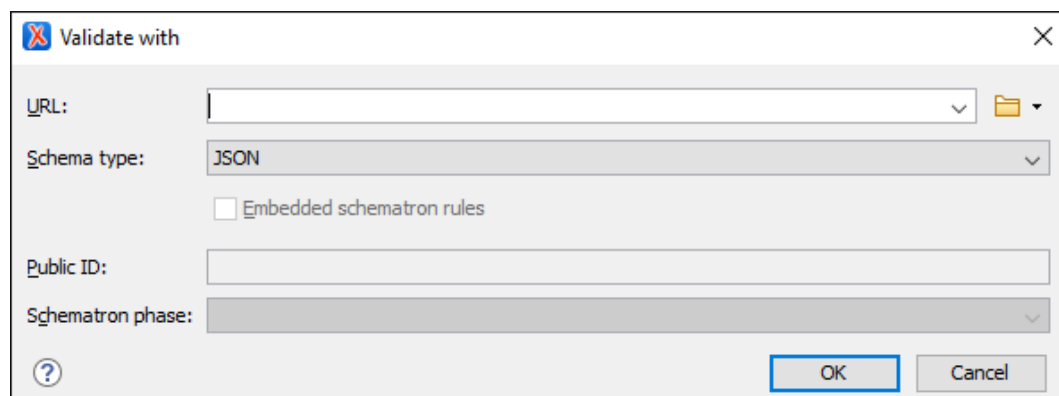 Validate with
URL:
Schema type: JSON
Embedded schematron rules
Public ID:
Schematron phase:
? OK Cancel